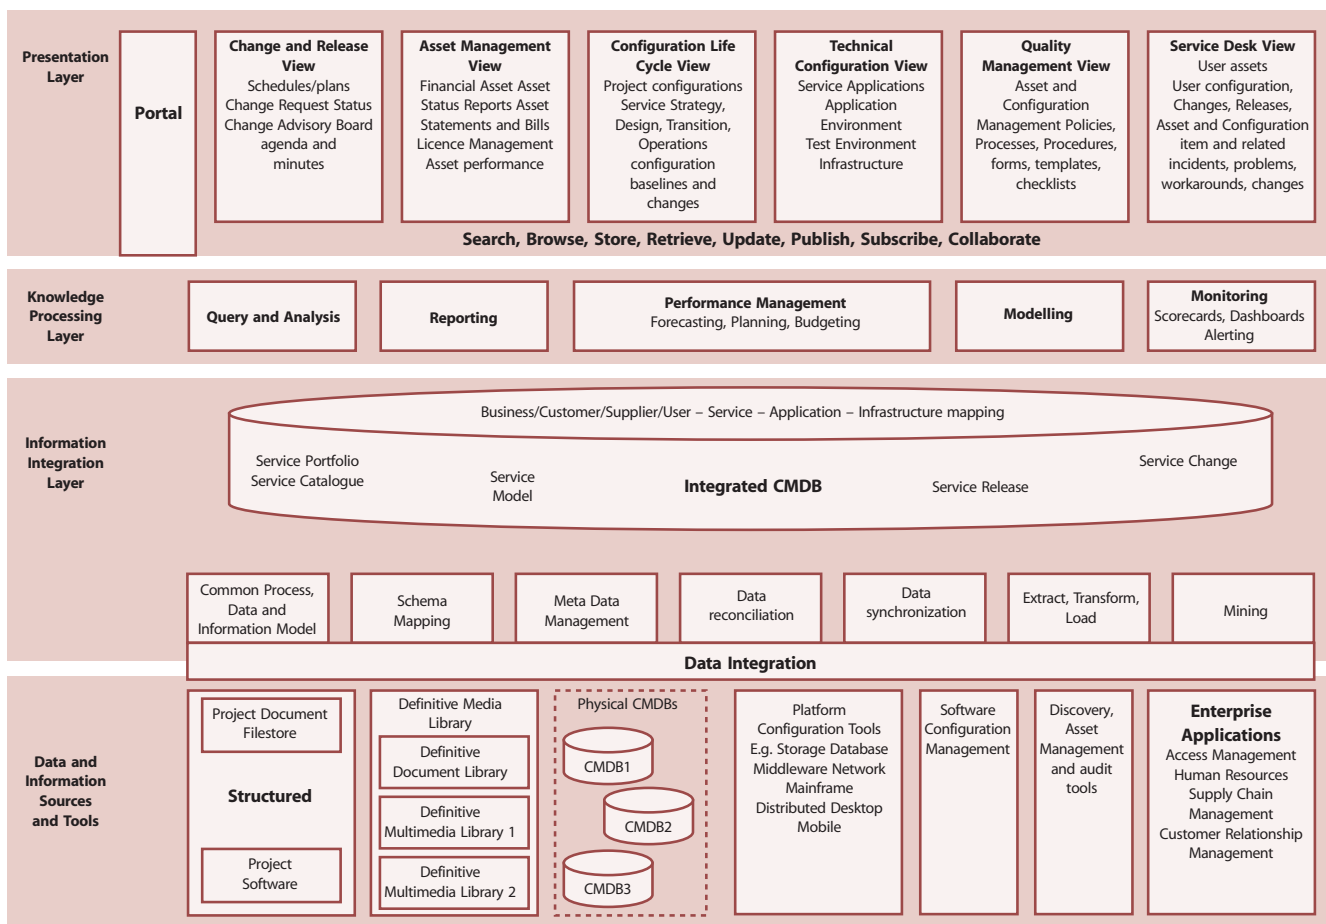 Presentation
Layer
Portal
Change and Release
View
Schedules/plans
Change Request Status
Change Advisory Board
agenda and
minutes
Asset Management
View
Financial Asset Asset
Status Reports Asset
Statements and Bills
Licence Management
Asset performance
Configuration Life
Cycle View
Project configurations
Service Strategy,
Design, Transition,
Operations
configuration
baselines and
changes
Technical
Configuration View
Service Applications
Application
Environment
Test Environment
Infrastructure
Quality
Management View
Asset and
Configuration
Management Policies,
Processes, Procedures,
forms, templates,
checklists
Service Desk View
User assets
User configuration,
Changes, Releases,
Asset and Configuration
item and related
incidents, problems,
workarounds, changes
Search, Browse, Store, Retrieve, Update, Publish, Subscribe, Collaborate
Knowledge
Processing
Layer
Query and Analysis
Reporting
Performance Management
Forecasting, Planning, Budgeting
Modelling
Monitoring
Scorecards, Dashboards
Alerting
Information
Integration
Layer
Business/Customer/Supplier/User – Service – Application – Infrastructure mapping
Service Portfolio
Service Catalogue
Service
Model
Integrated CMDB
Service Release
Service Change
Common Process,
Data and
Information Model
Schema
Mapping
Meta Data
Management
Data
reconciliation
Data
synchronization
Extract, Transform,
Load
Mining
Data Integration
Data and
Information
Sources
and Tools
Project Document
Filestore
Structured
Project
Software
Definitive Media
Library
Definitive
Document Library
Definitive
Multimedia Library 1
Definitive
Multimedia Library 2
Physical CMDBs
CMDB1
CMDB2
CMDB3
Platform
Configuration Tools
E.g. Storage Database
Middleware Network
Mainframe
Distributed Desktop
Mobile
Software
Configuration
Management
Discovery,
Asset
Management
and audit
tools
Enterprise
Applications
Access Management
Human Resources
Supply Chain
Management
Customer Relationship
Management